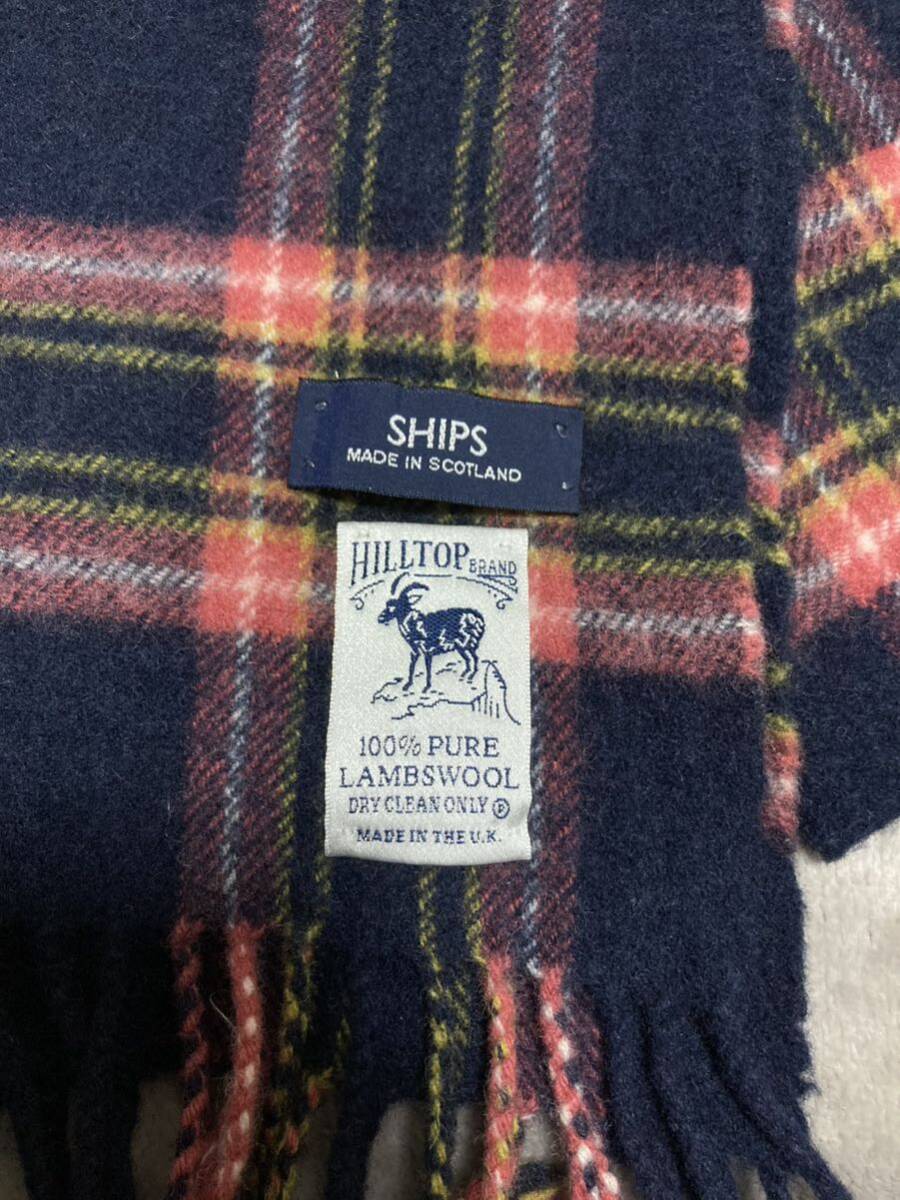 SHIPS
MADE IN SCOTLAND
HILLTOP BRAND
100% PURE
LAMBSWOOL
DRY CLEAN ONLY Ⓟ
MADE IN THE U.K.